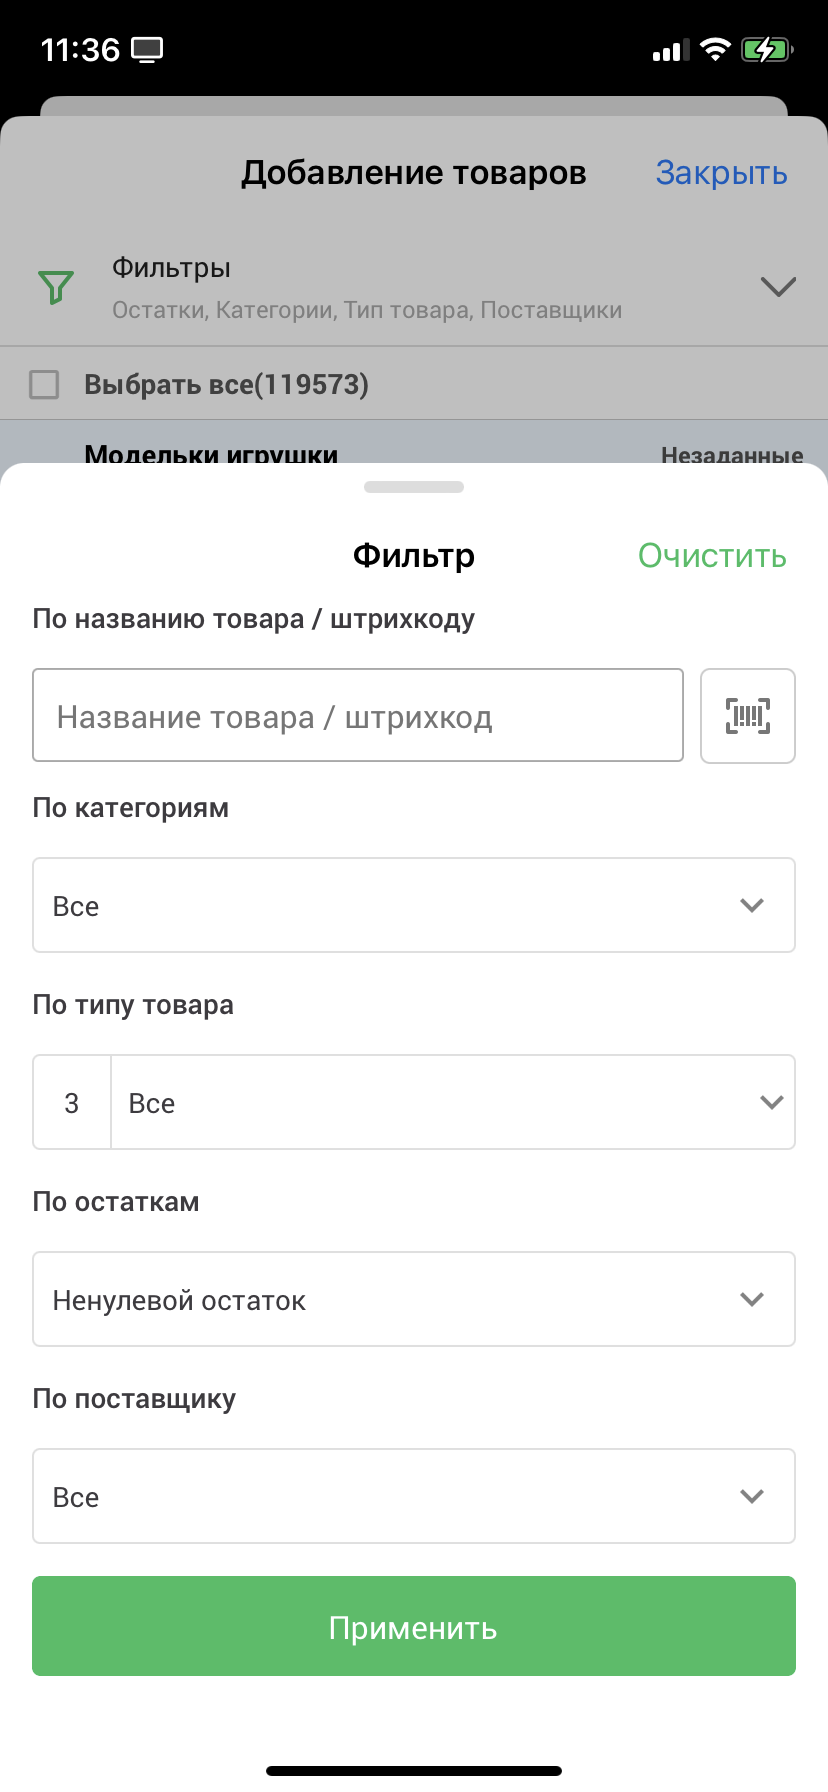 11:36
Добавление товаров
Закрыть
Фильтры
Остатки, Категории, Тип товара, Поставщики
Выбрать все(119573)
Модельки игрушки
Незаданные
Фильтр
Очистить
По названию товара / штрихкоду
Название товара / штрихкод
По категориям
Все
По типу товара
3
Все
По остаткам
Ненулевой остаток
По поставщику
Все
Применить